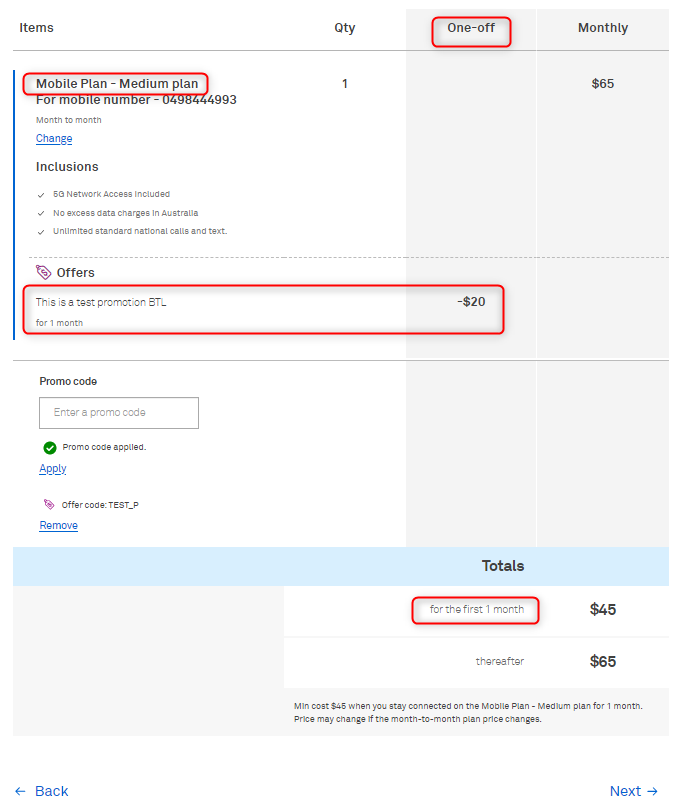 Items Qty One-off Monthly
Mobile Plan - Medium plan 1 $65
For mobile number - 0498444993
Month to month
Change
Inclusions
5G Network Access Included
No excess data charges in Australia
Unlimited standard national calls and text.
Offers
This is a test promotion BTL -$20
for 1 month
Promo code
Enter a promo code
Promo code applied.
Apply
Offer code: TEST_P
Remove
Totals
for the first 1 month $45
thereafter $65
Min cost $45 when you stay connected on the Mobile Plan - Medium plan for 1 month.
Price may change if the month-to-month plan price changes.
← Back Next →